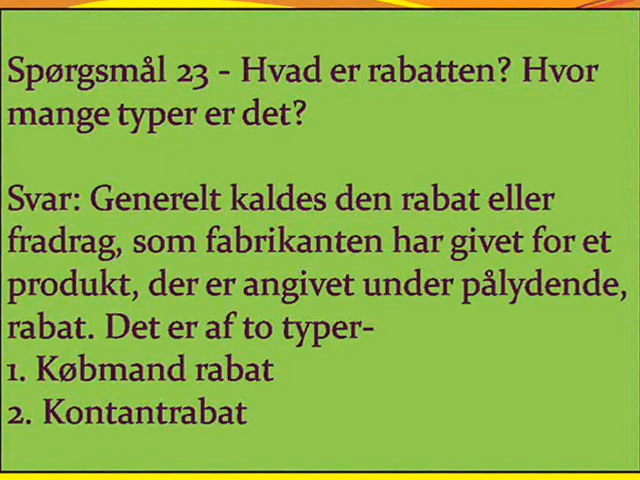 Spørgsmål 23 - Hvad er rabatten? Hvor
mange typer er det?
Svar: Generelt kaldes den rabat eller
fradrag, som fabrikanten har givet for et
produkt, der er angivet under pålydende,
rabat. Det er af to typer-
1. Købmand rabat
2. Kontantrabat